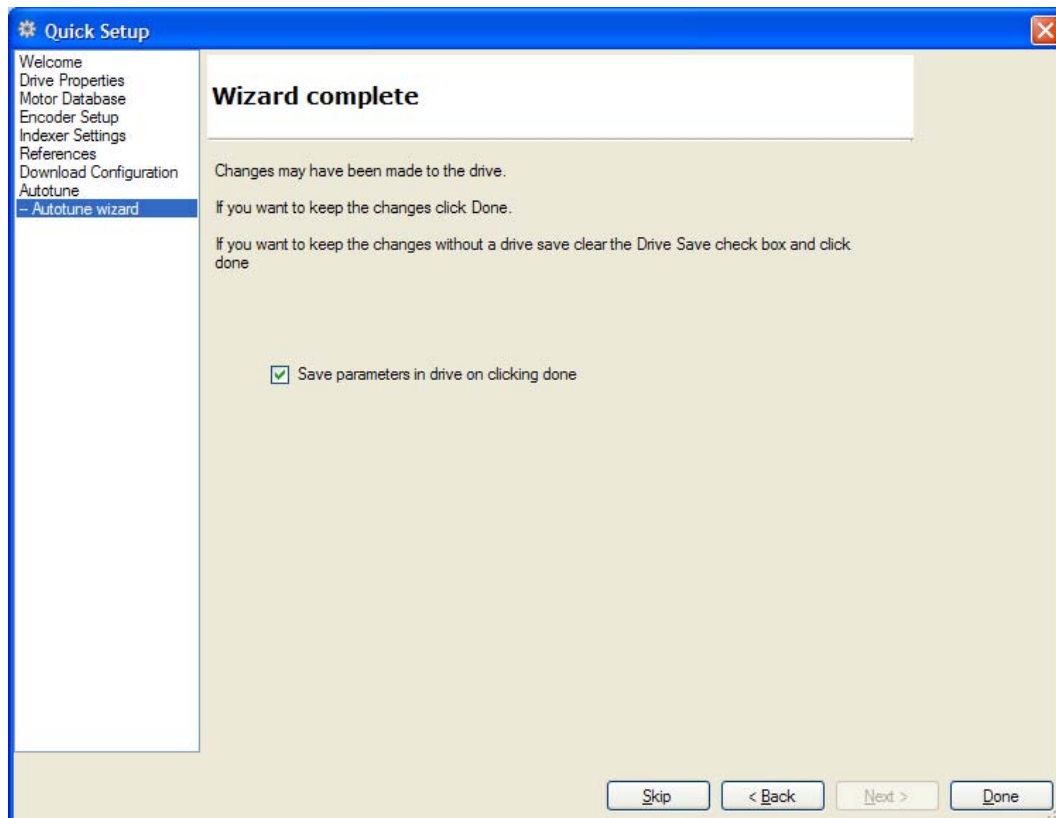 Quick Setup
Welcome
Drive Properties
Motor Database
Encoder Setup
Indexer Settings
References
Download Configuration
Autotune
-- Autotune wizard
Wizard complete
Changes may have been made to the drive.
If you want to keep the changes click Done.
If you want to keep the changes without a drive save clear the Drive Save check box and click
done
Save parameters in drive on clicking done
Skip
< Back
Next >
Done